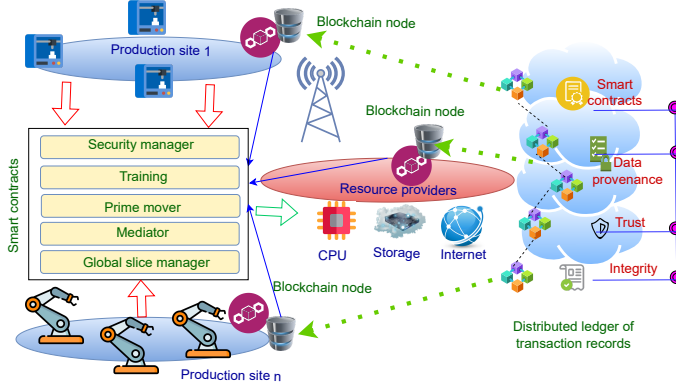 Blockchain node
Production site 1
Smart
contracts
Blockchain node
Security manager
Training
Prime mover
Mediator
Global slice manager
Smart contracts
Resource providers
Data
provenance
CPU
Storage
Internet
Trust
Integrity
Blockchain node
Distributed ledger of
transaction records
Production site n